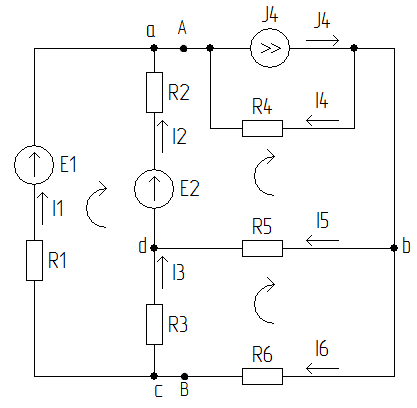 J4
a A J4
>>
R2 R4 I4
I2
E1 E2
I1 R5 I5
d b
R1 I3
R3
R6 I6
c B